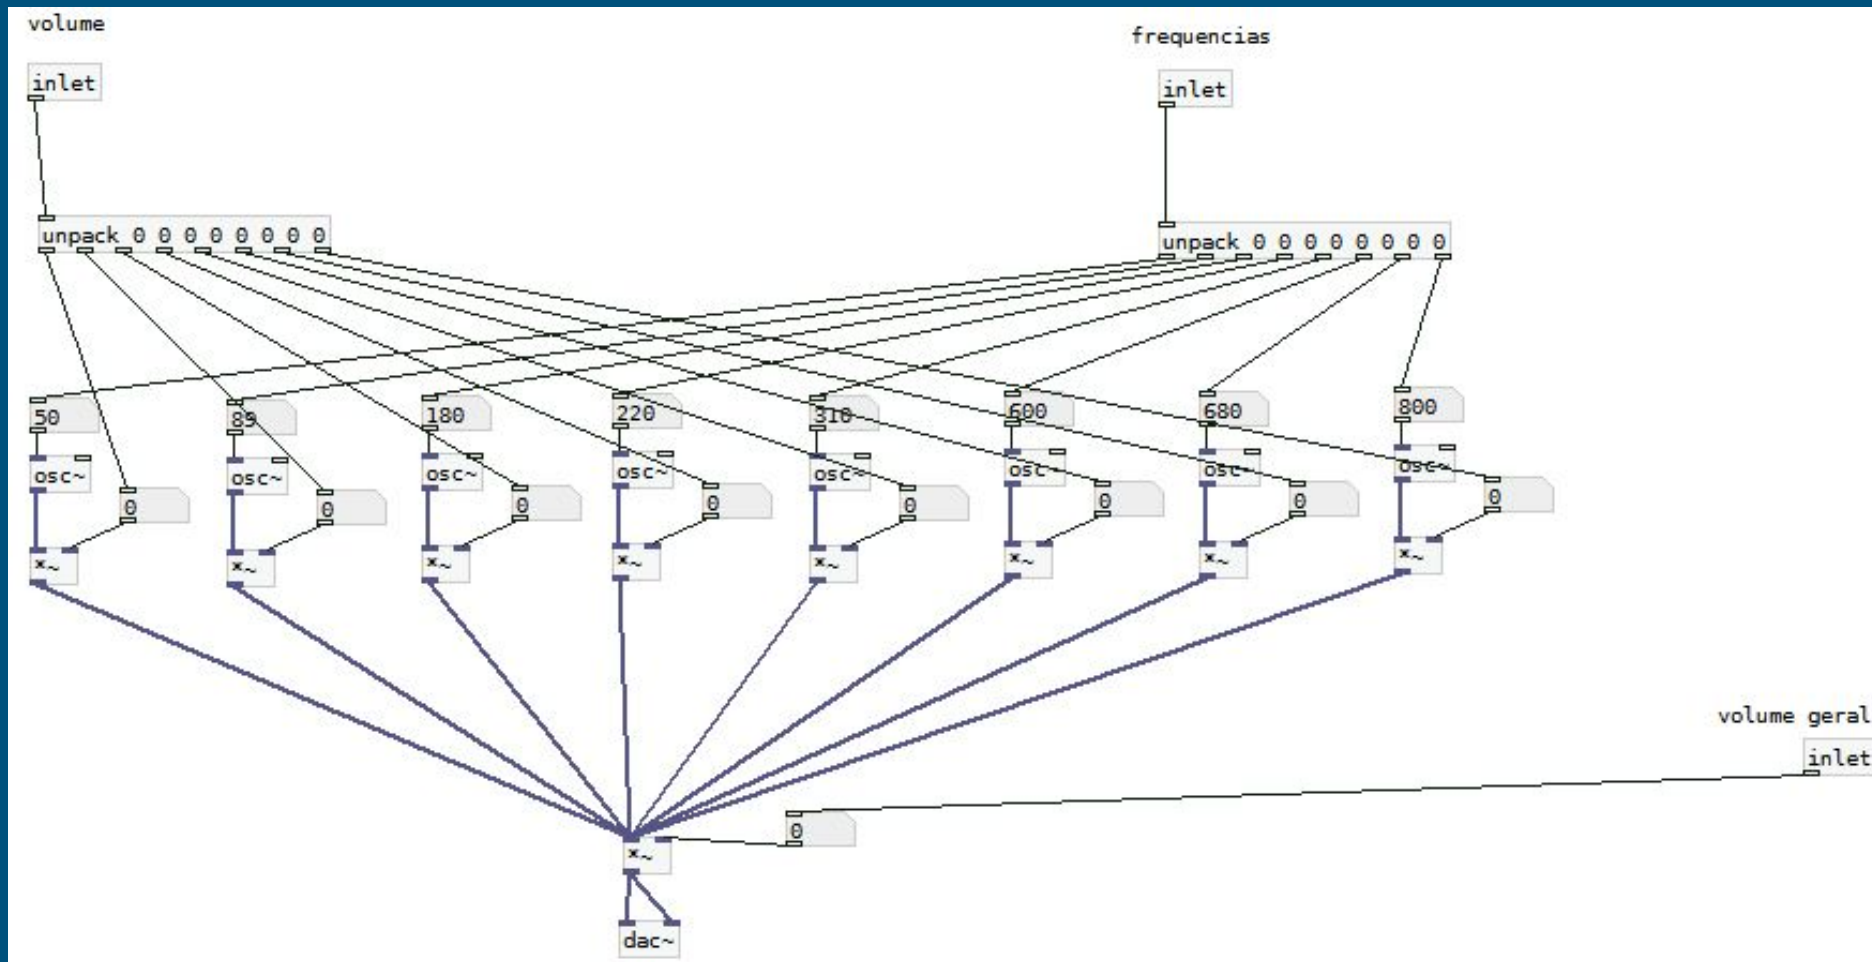 volume
frequencias
inlet
inlet
unpack 0 0 0 0 0 0 0 0
unpack 0 0 0 0 0 0 0 0
50
89
180
220
310
600
680
800
osc~
osc~
osc~
osc~
osc~
osc~
osc~
osc~
0
0
0
0
0
0
0
0
*~
*~
*~
*~
*~
*~
*~
*~
volume geral
inlet
0
*~
dac~